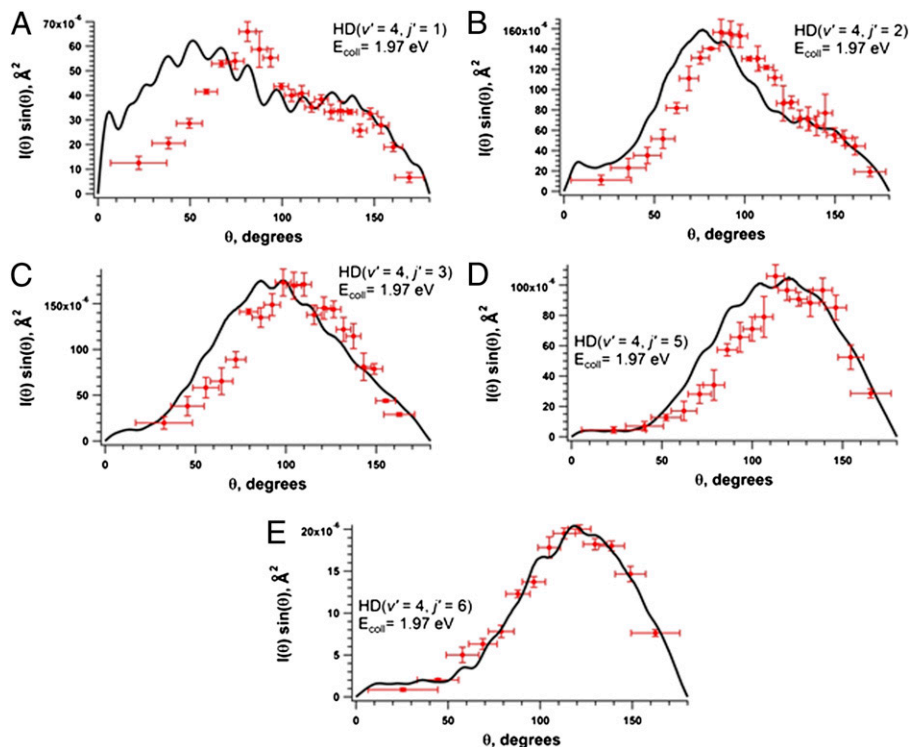 A
70x10⁻⁴
60
50
40
30
20
10
0
I(θ) sin(θ), Å²
HD(v' = 4, j' = 1)
E_coll= 1.97 eV
0 50 100 150
θ, degrees
B
160x10⁻⁴
140
120
100
80
60
40
20
0
I(θ) sin(θ), Å²
HD(v' = 4, j' = 2)
E_coll= 1.97 eV
0 50 100 150
θ, degrees
C
150x10⁻⁴
100
50
0
I(θ) sin(θ), Å²
HD(v' = 4, j' = 3)
E_coll= 1.97 eV
0 50 100 150
θ, degrees
D
100x10⁻⁴
80
60
40
20
0
I(θ) sin(θ), Å²
HD(v' = 4, j' = 5)
E_coll= 1.97 eV
0 50 100 150
θ, degrees
E
20x10⁻⁴
15
10
5
0
I(θ) sin(θ), Å²
HD(v' = 4, j' = 6)
E_coll= 1.97 eV
0 50 100 150
θ, degrees